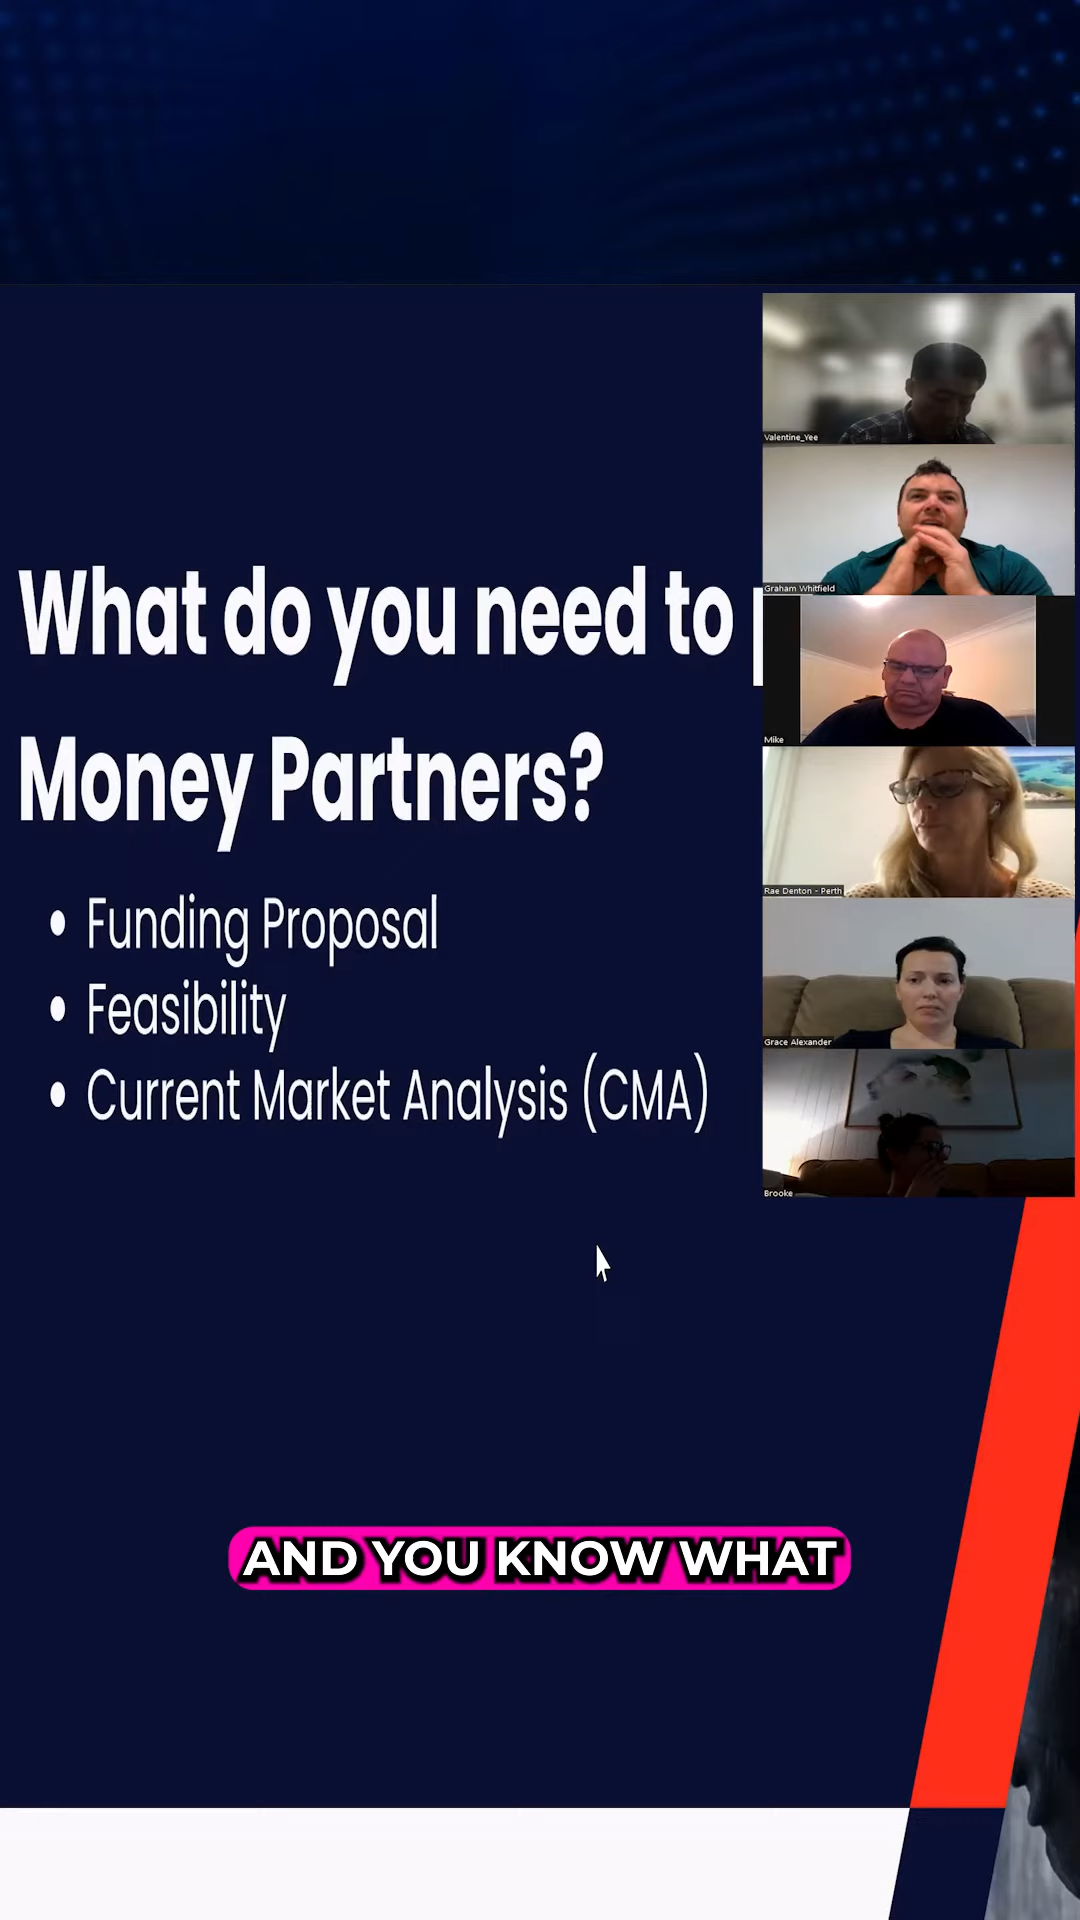 What do you need to
Money Partners?
• Funding Proposal
• Feasibility
• Current Market Analysis (CMA)
Valentine_Yee
Graham Whitfield
Mike
Rae Denton - Perth
Grace Alexander
Brooke
AND YOU KNOW WHAT